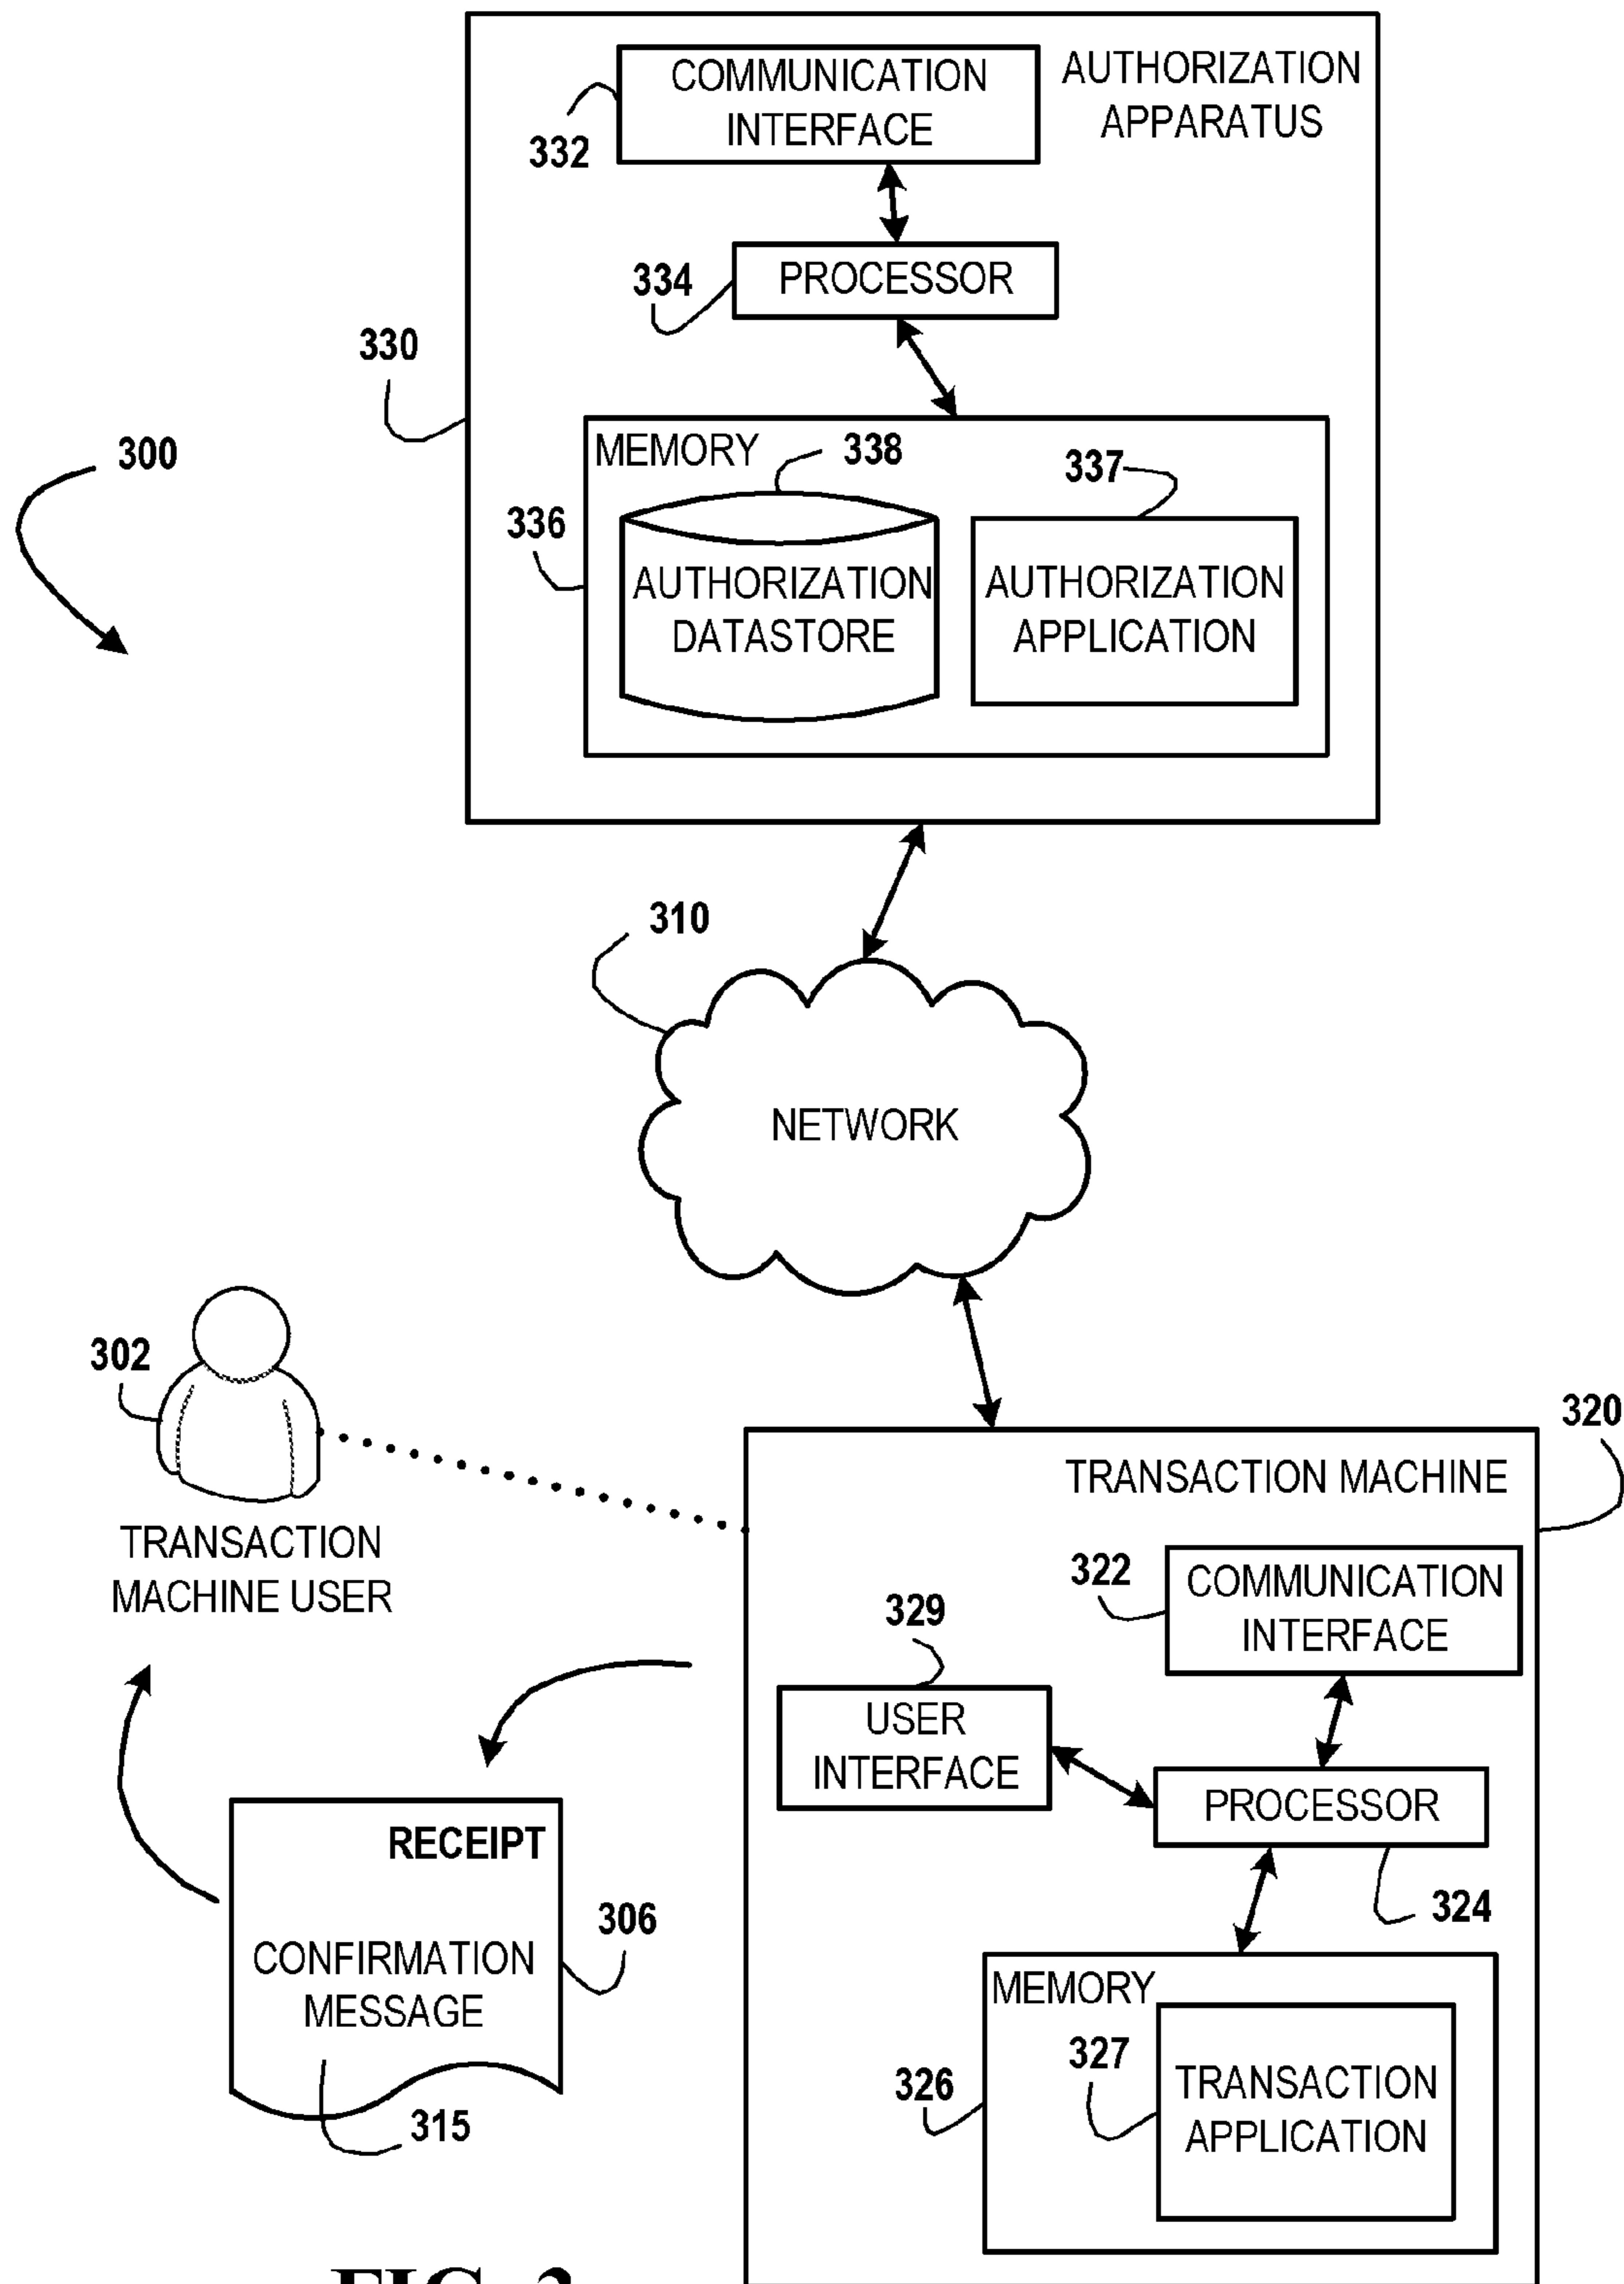 COMMUNICATION
INTERFACE
AUTHORIZATION
APPARATUS
332
334
PROCESSOR
330
300
MEMORY
338
337
336
AUTHORIZATION
DATASTORE
AUTHORIZATION
APPLICATION
310
NETWORK
302
TRANSACTION
MACHINE USER
320
TRANSACTION MACHINE
322
COMMUNICATION
INTERFACE
329
USER
INTERFACE
PROCESSOR
324
RECEIPT
306
CONFIRMATION
MESSAGE
315
MEMORY
326
327
TRANSACTION
APPLICATION